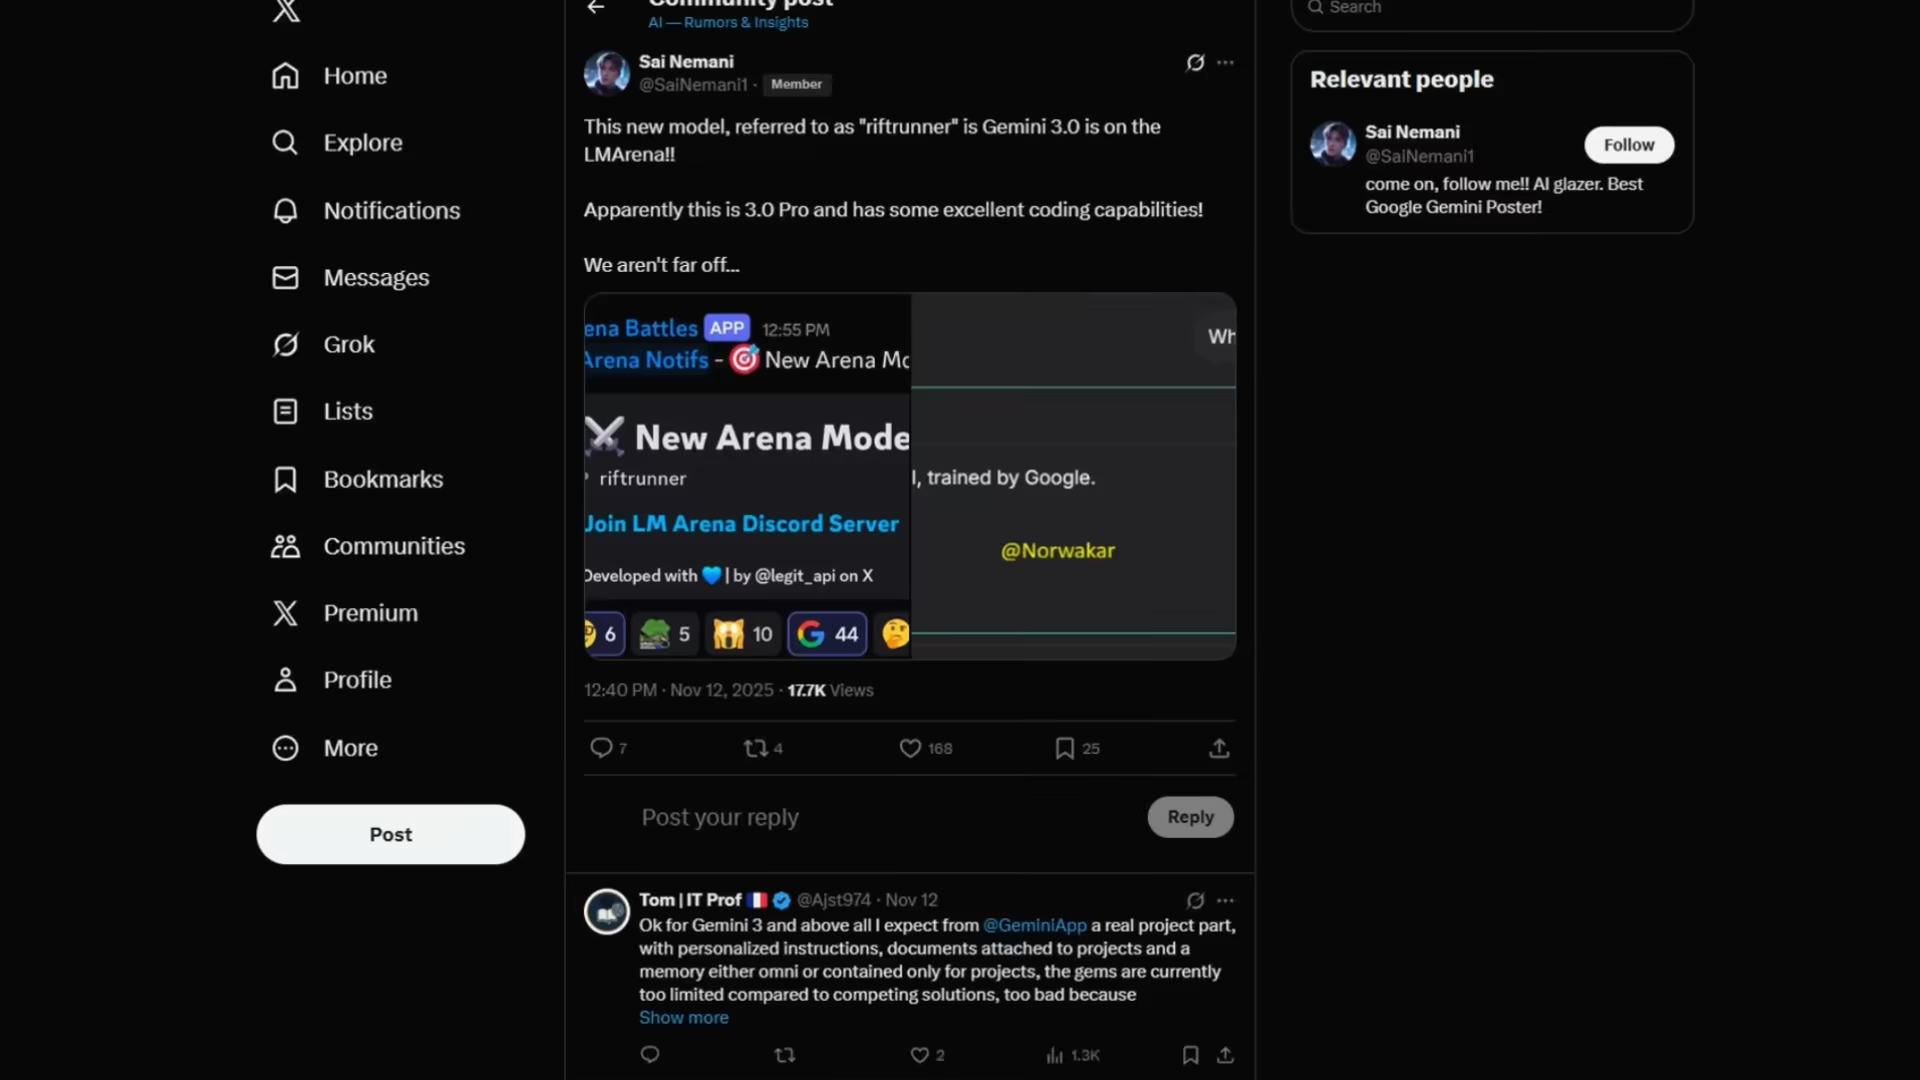 Home
Explore
Notifications
Messages
Grok
Lists
Bookmarks
Communities
Premium
Profile
More
Post
Community post
AI — Rumors & Insights
Sai Nemani
@SaiNemani1 · Member
This new model, referred to as "riftrunner" is Gemini 3.0 is on the
LMArena!!
Apparently this is 3.0 Pro and has some excellent coding capabilities!
We aren't far off...
ena Battles APP 12:55 PM
Arena Notifs - 🎯 New Arena Mo
⚔ New Arena Mode
riftrunner
Join LM Arena Discord Server
Developed with 💙 | by @legit_api on X
6 5 10 44
Wh
l, trained by Google.
@Norwakar
12:40 PM · Nov 12, 2025 · 17.7K Views
7 4 168 25
Post your reply
Reply
Tom | IT Prof 🇫🇷 @Ajst974 · Nov 12
Ok for Gemini 3 and above all I expect from @GeminiApp a real project part,
with personalized instructions, documents attached to projects and a
memory either omni or contained only for projects, the gems are currently
too limited compared to competing solutions, too bad because
Show more
2 1.3K
Search
Relevant people
Sai Nemani
@SaiNemani1
Follow
come on, follow me!! AI glazer. Best
Google Gemini Poster!